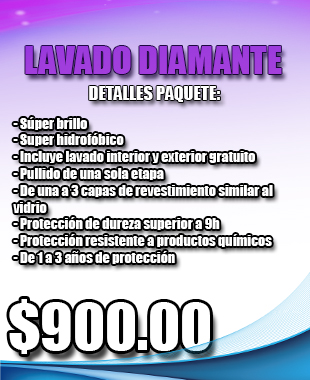 LAVADO DIAMANTE
DETALLES PAQUETE:
- Súper brillo
- Super hidrofóbico
- Incluye lavado interior y exterior gratuito
- Pullido de una sola etapa
- De una a 3 capas de revestimiento similar al
vidrio
- Protección de dureza superior a 9h
- Protección resistente a productos químicos
- De 1 a 3 años de protección
$900.00